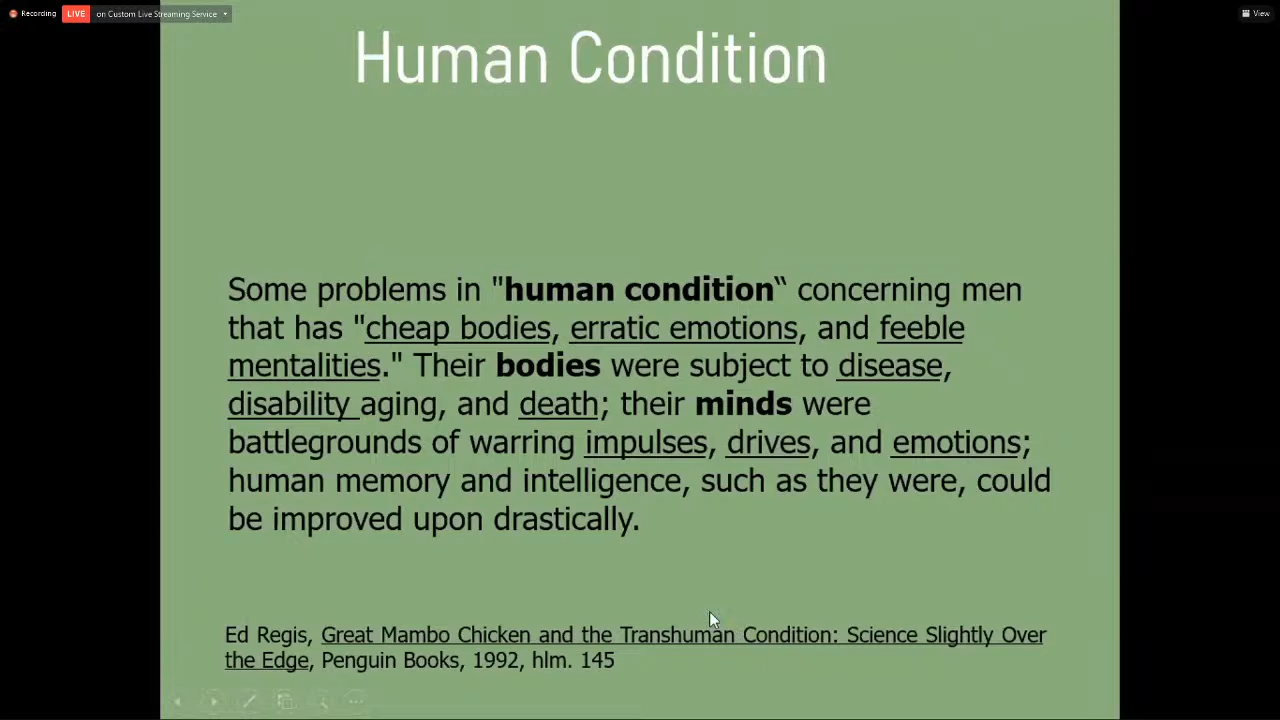 Recording LIVE on Custom Live Streaming Service View
Human Condition
Some problems in "human condition“ concerning men
that has "cheap bodies, erratic emotions, and feeble
mentalities." Their bodies were subject to disease,
disability aging, and death; their minds were
battlegrounds of warring impulses, drives, and emotions;
human memory and intelligence, such as they were, could
be improved upon drastically.
Ed Regis, Great Mambo Chicken and the Transhuman Condition: Science Slightly Over
the Edge, Penguin Books, 1992, hlm. 145